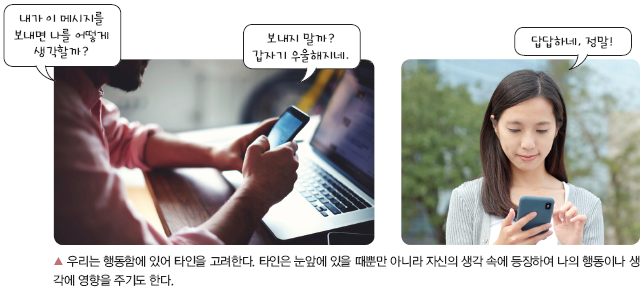 내가 이 메시지를
보내면 나를 어떻게
생각할까?
보내지 말까?
갑자기 우울해지네.
답답하네, 정말!
▲ 우리는 행동함에 있어 타인을 고려한다. 타인은 눈앞에 있을 때뿐만 아니라 자신의 생각 속에 등장하여 나의 행동이나 생
각에 영향을 주기도 한다.